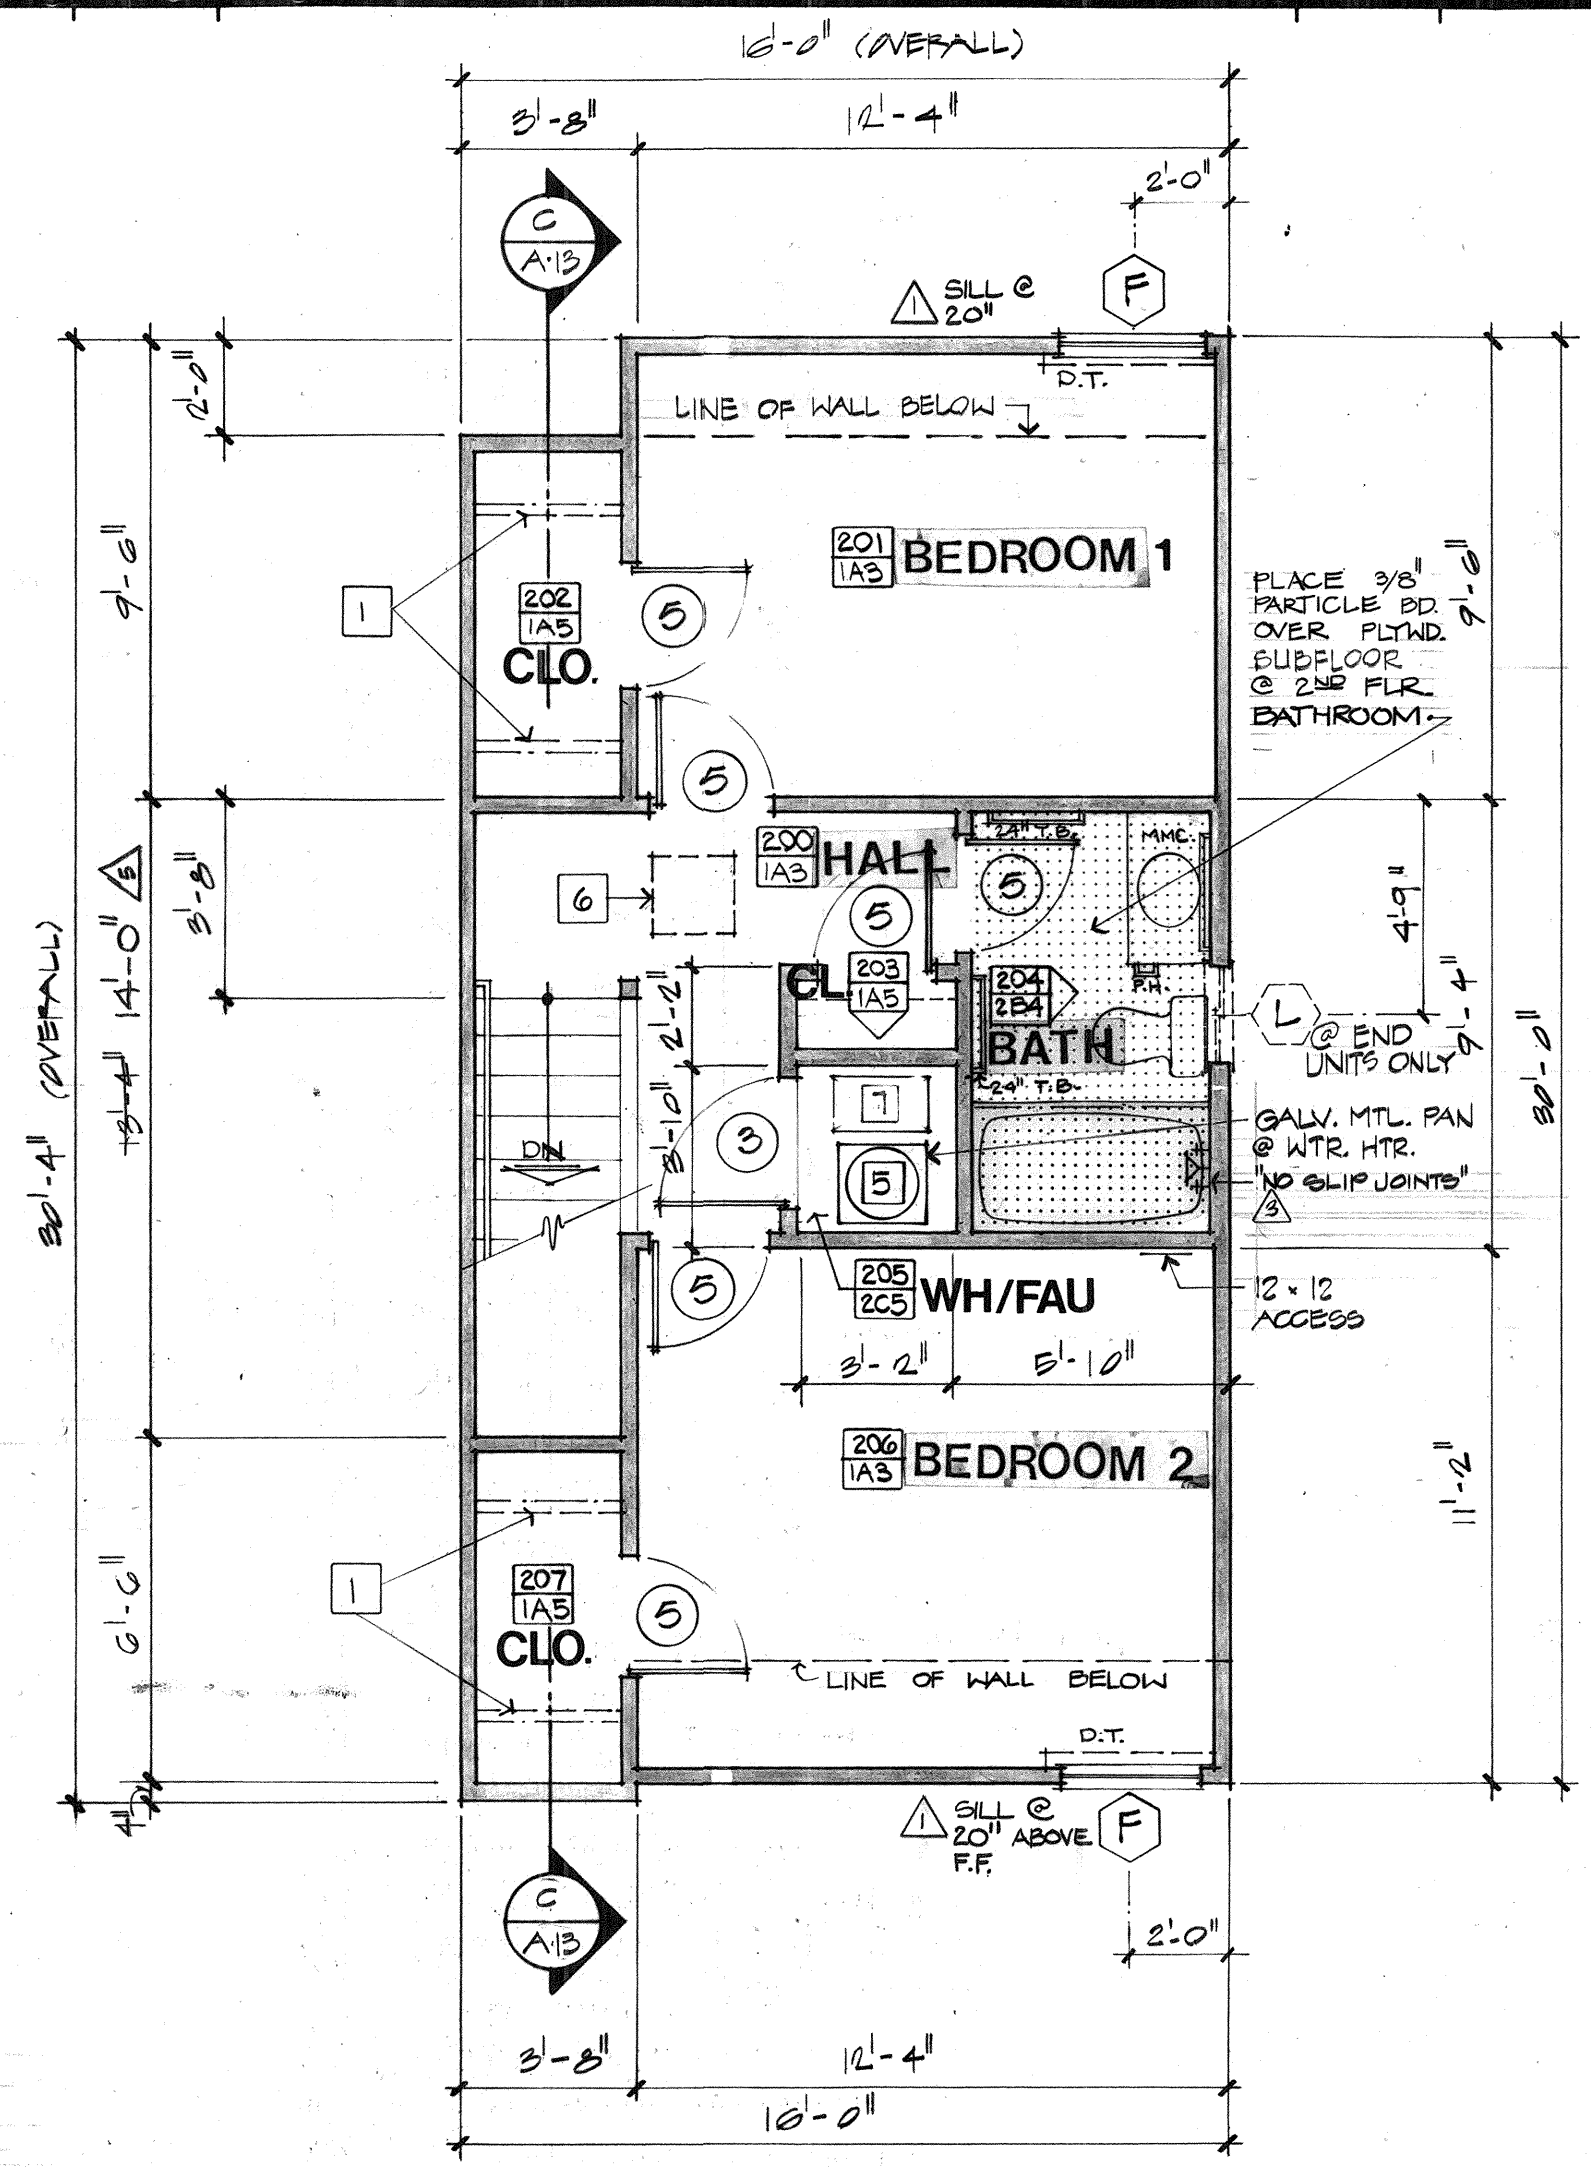 16'-0" (OVERALL)
3'-8"
12'-4"
2'-0"
C
A·13
SILL @
20"
1
F
D.T.
LINE OF WALL BELOW
2'-0"
201
1A3
BEDROOM 1
9'-6"
9'-6"
PLACE 3/8"
PARTICLE BD.
OVER PLYWD.
SUBFLOOR
@ 2ND FLR.
BATHROOM.
1
202
1A5
CLO.
5
5
200
1A3
HALL
24" T.B.
MMC.
5
5
6
3'-8"
4'-9"
30'-4" (OVERALL)
13'-4" 14'-0"
5
CL.
203
1A5
204
2B4
P.H.
BATH
24" T.B.
L
@ END
UNITS ONLY
9'-4"
30'-0"
2'-2"
3'-10"
7
3
5
DN
GALV. MTL. PAN
@ WTR. HTR.
"NO SLIP JOINTS"
3
205
2C5
WH/FAU
5
12 x 12
ACCESS
3'-2"
5'-10"
206
1A3
BEDROOM 2
11'-2"
6'-6"
1
207
1A5
CLO.
5
LINE OF WALL BELOW
D.T.
4"
1
SILL @
20" ABOVE
F.F.
F
C
A·13
2'-0"
3'-8"
12'-4"
16'-0"